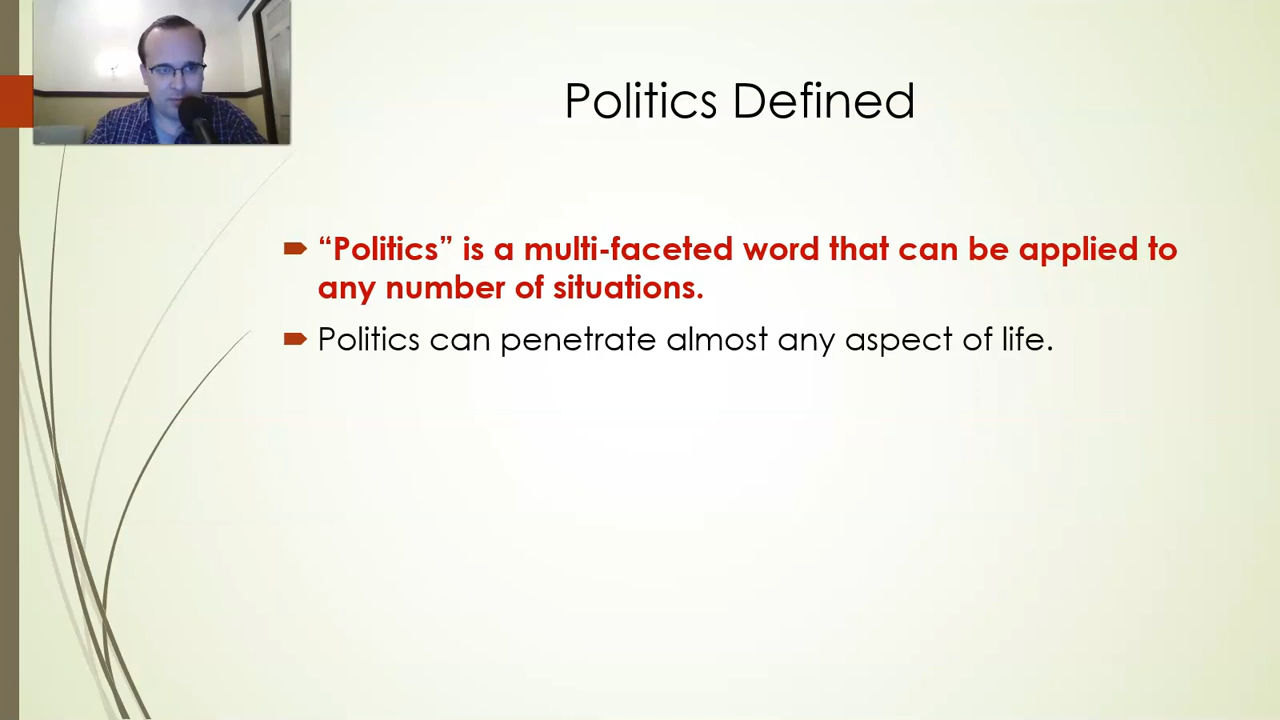 Politics Defined
“Politics” is a multi-faceted word that can be applied to
any number of situations.
Politics can penetrate almost any aspect of life.